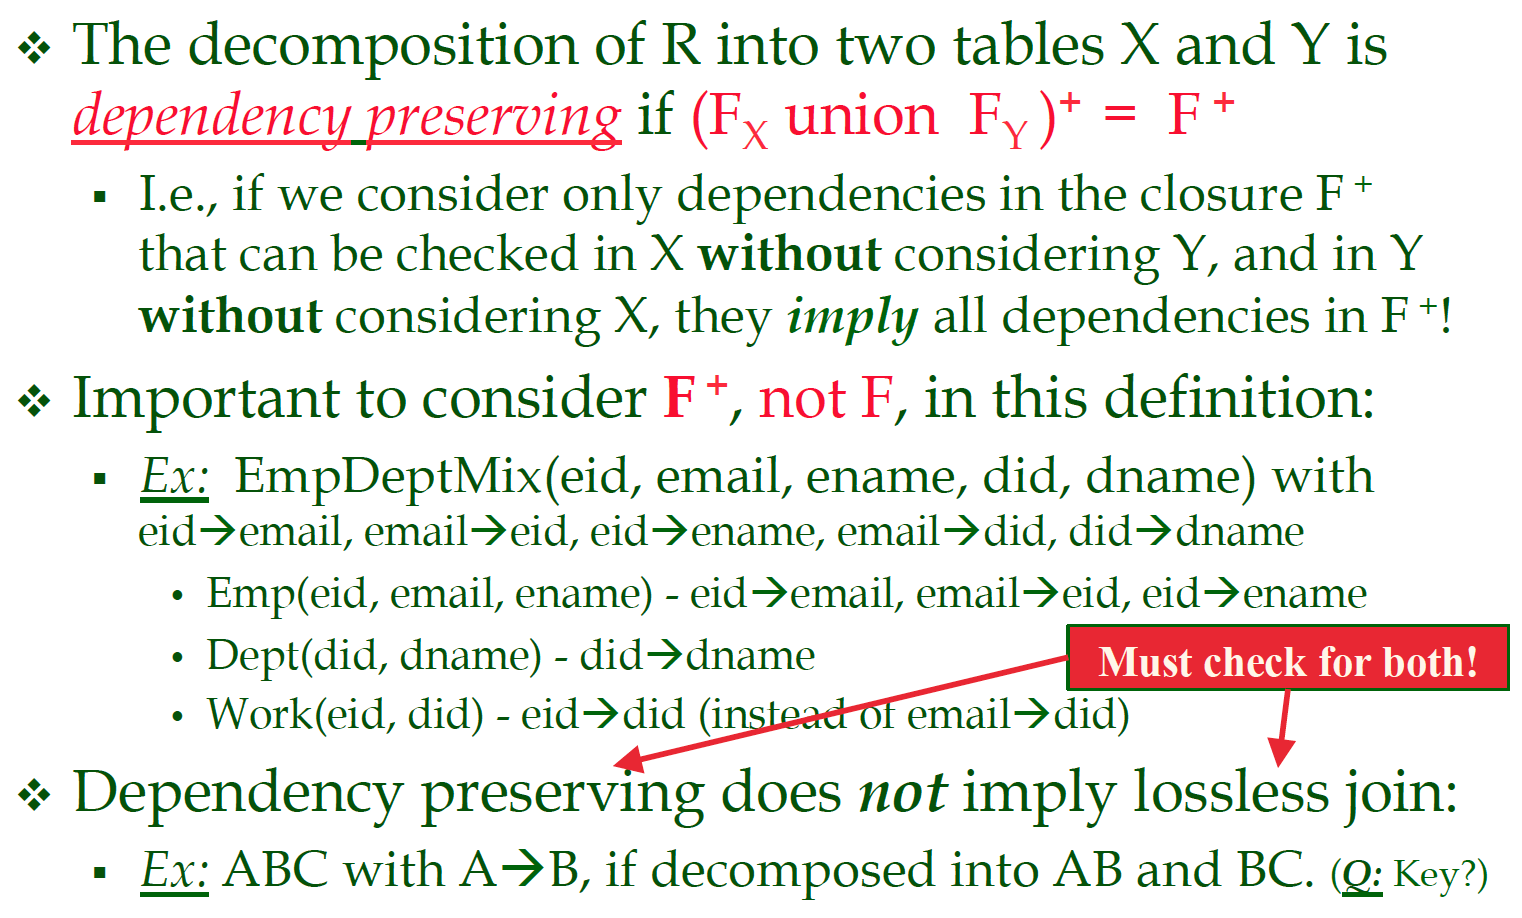 ❖ The decomposition of R into two tables X and Y is
dependency preserving if (FX union FY )+ = F +
▪ I.e., if we consider only dependencies in the closure F +
that can be checked in X without considering Y, and in Y
without considering X, they imply all dependencies in F +!
❖ Important to consider F +, not F, in this definition:
▪ Ex: EmpDeptMix(eid, email, ename, did, dname) with
eid→email, email→eid, eid→ename, email→did, did→dname
• Emp(eid, email, ename) - eid→email, email→eid, eid→ename
• Dept(did, dname) - did→dname
Must check for both!
• Work(eid, did) - eid→did (instead of email→did)
❖ Dependency preserving does not imply lossless join:
▪ Ex: ABC with A→B, if decomposed into AB and BC. (Q: Key?)